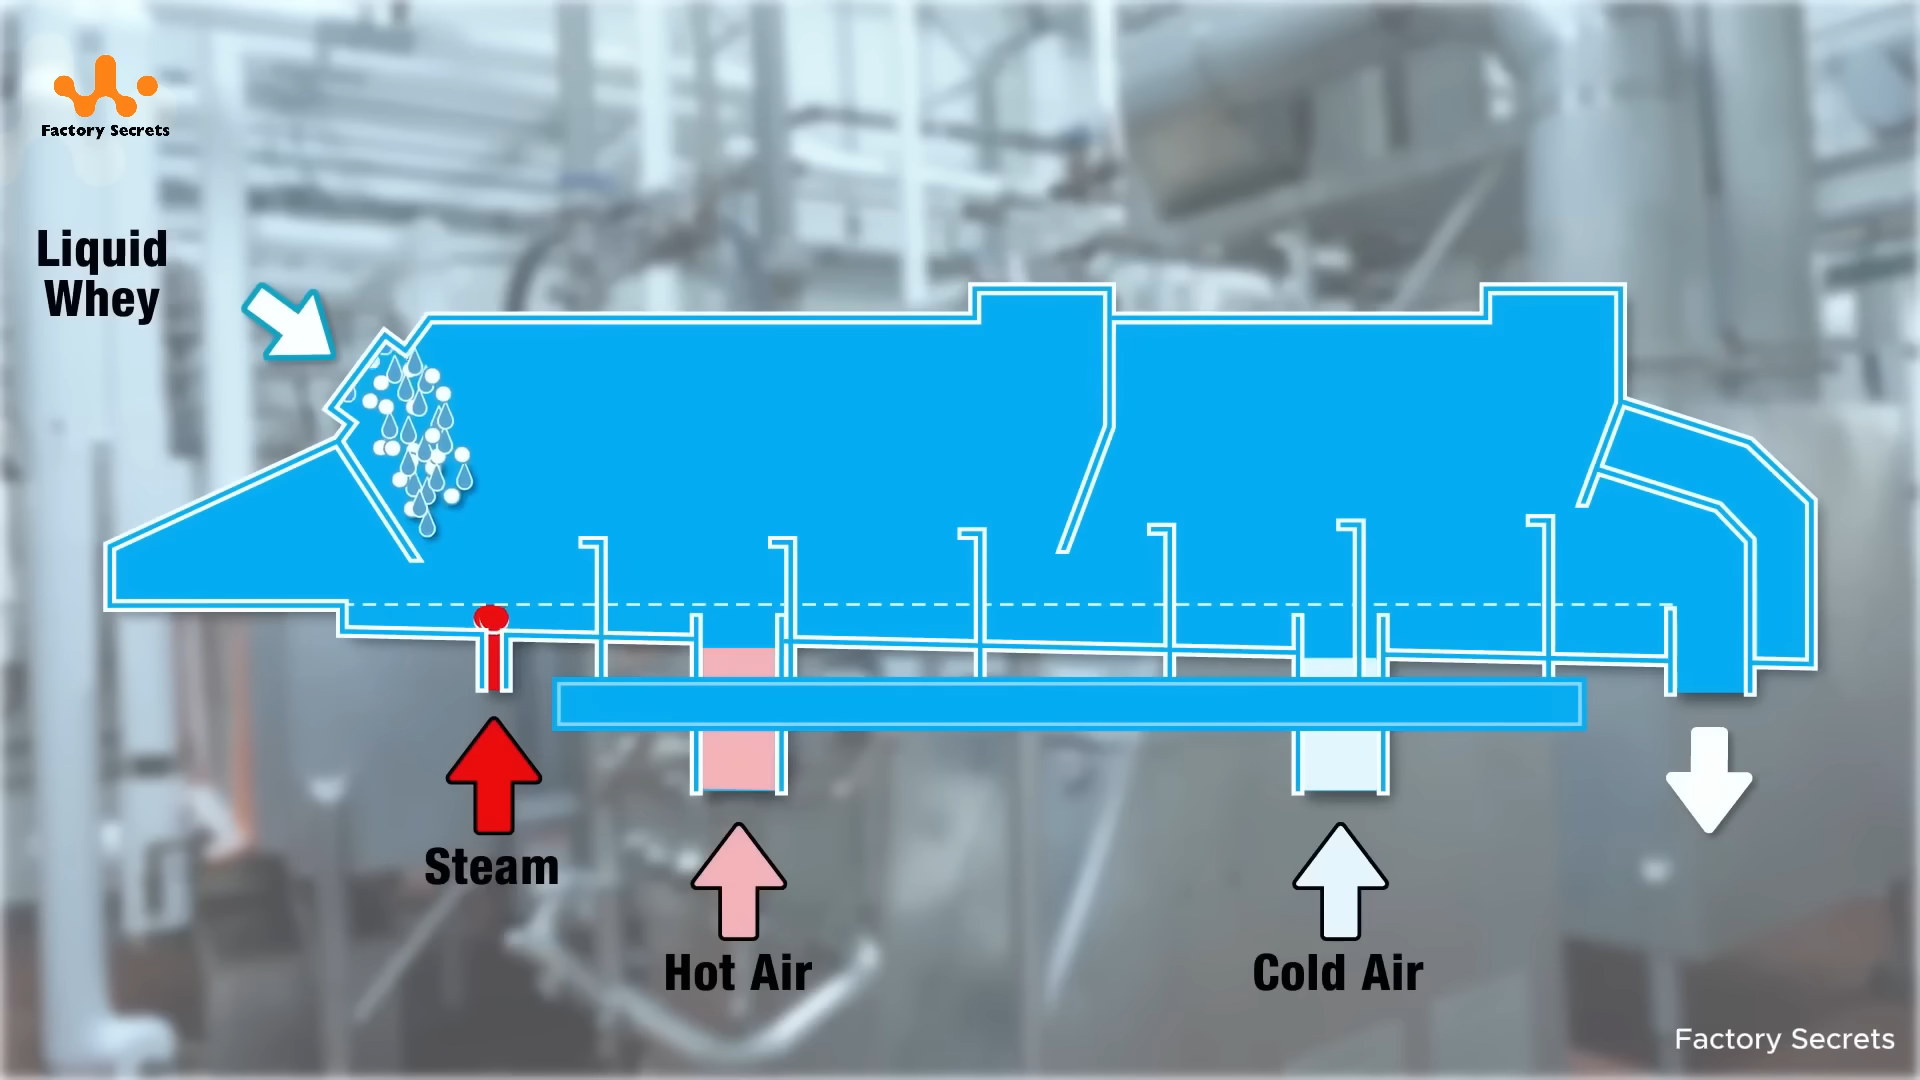 Factory Secrets
Liquid
Whey
Steam
Hot Air
Cold Air
Factory Secrets